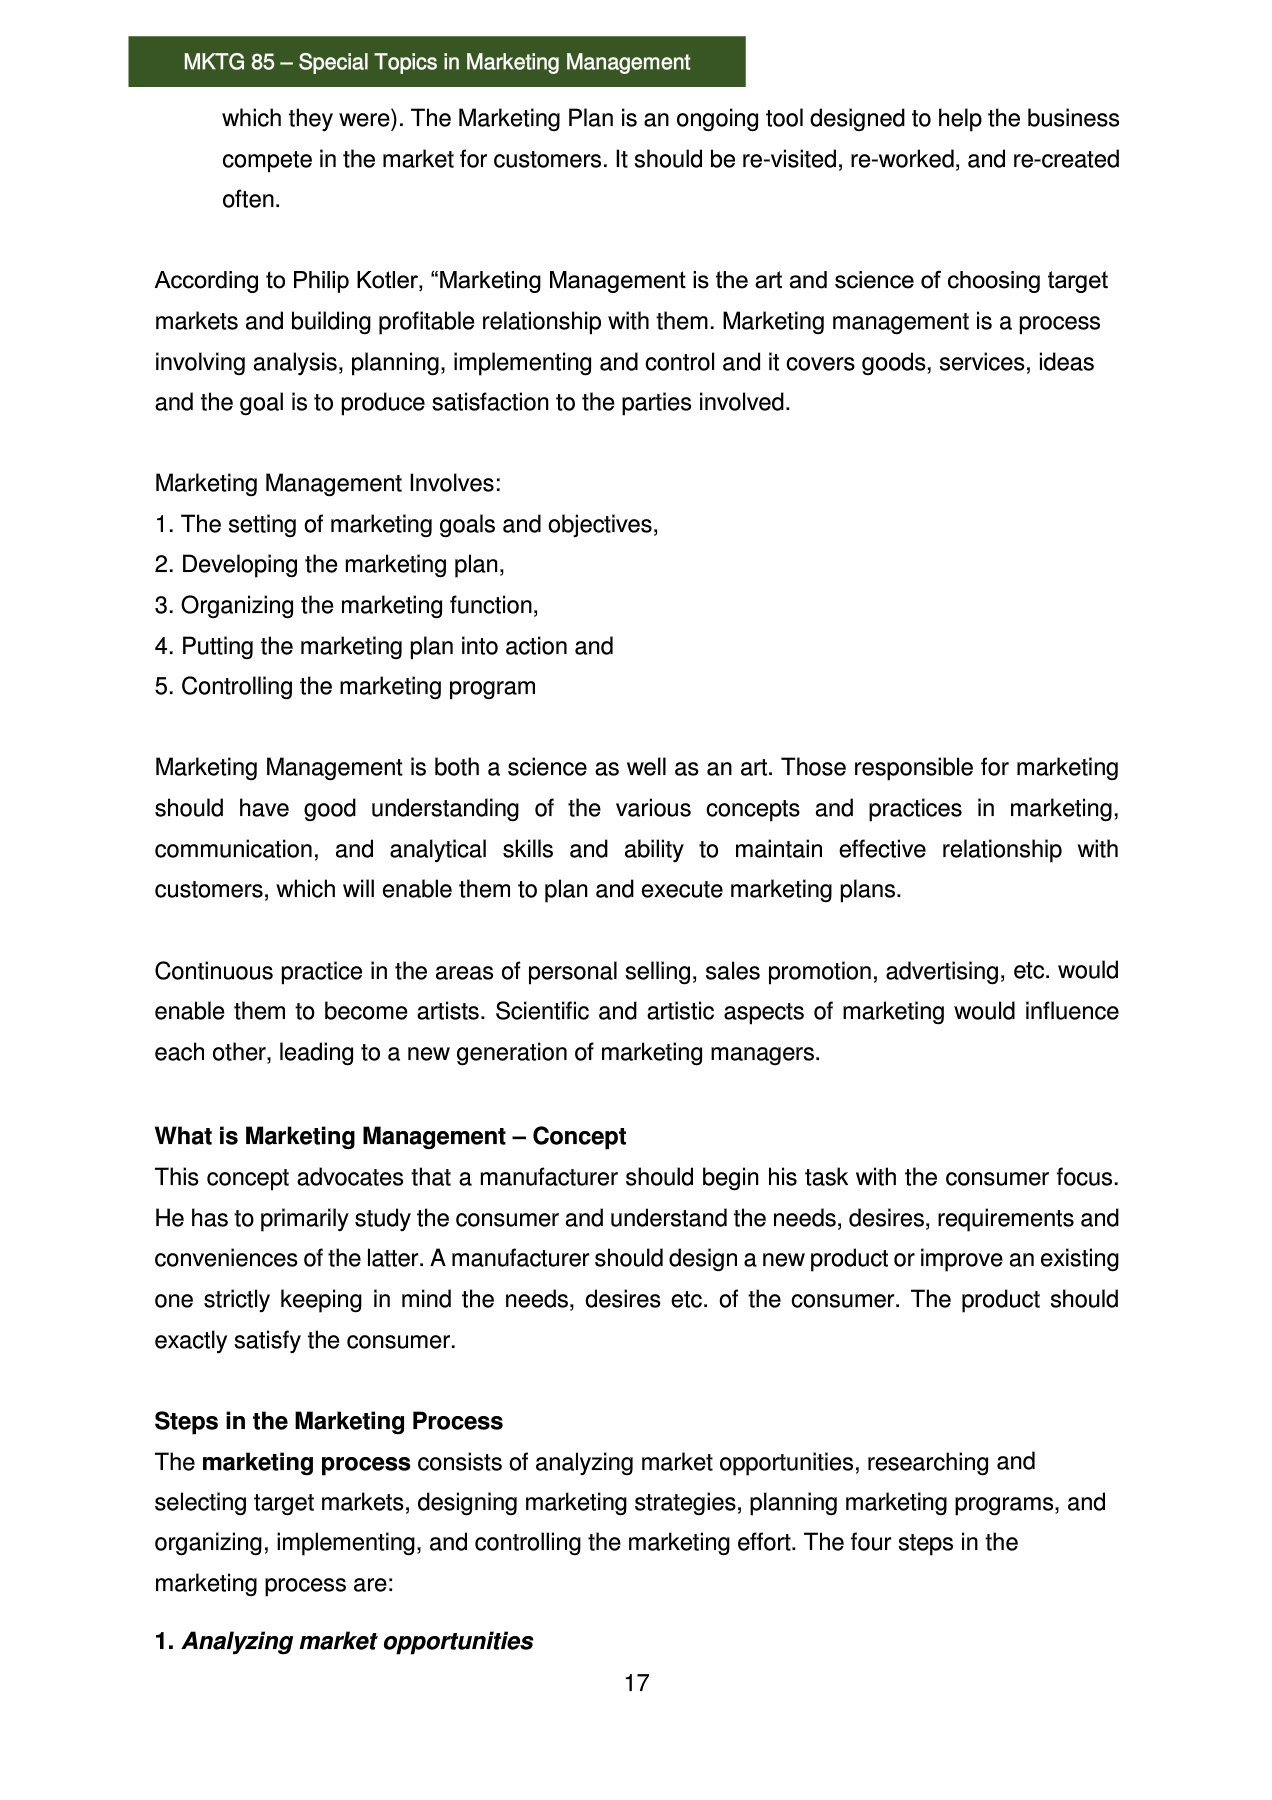 MKTG 85 – Special Topics in Marketing Management
which they were). The Marketing Plan is an ongoing tool designed to help the business
compete in the market for customers. It should be re-visited, re-worked, and re-created
often.
According to Philip Kotler, “Marketing Management is the art and science of choosing target
markets and building profitable relationship with them. Marketing management is a process
involving analysis, planning, implementing and control and it covers goods, services, ideas
and the goal is to produce satisfaction to the parties involved.
Marketing Management Involves:
1. The setting of marketing goals and objectives,
2. Developing the marketing plan,
3. Organizing the marketing function,
4. Putting the marketing plan into action and
5. Controlling the marketing program
Marketing Management is both a science as well as an art. Those responsible for marketing
should have good understanding of the various concepts and practices in marketing,
communication, and analytical skills and ability to maintain effective relationship with
customers, which will enable them to plan and execute marketing plans.
Continuous practice in the areas of personal selling, sales promotion, advertising, etc. would
enable them to become artists. Scientific and artistic aspects of marketing would influence
each other, leading to a new generation of marketing managers.
What is Marketing Management – Concept
This concept advocates that a manufacturer should begin his task with the consumer focus.
He has to primarily study the consumer and understand the needs, desires, requirements and
conveniences of the latter. A manufacturer should design a new product or improve an existing
one strictly keeping in mind the needs, desires etc. of the consumer. The product should
exactly satisfy the consumer.
Steps in the Marketing Process
The marketing process consists of analyzing market opportunities, researching and
selecting target markets, designing marketing strategies, planning marketing programs, and
organizing, implementing, and controlling the marketing effort. The four steps in the
marketing process are:
1. Analyzing market opportunities
17